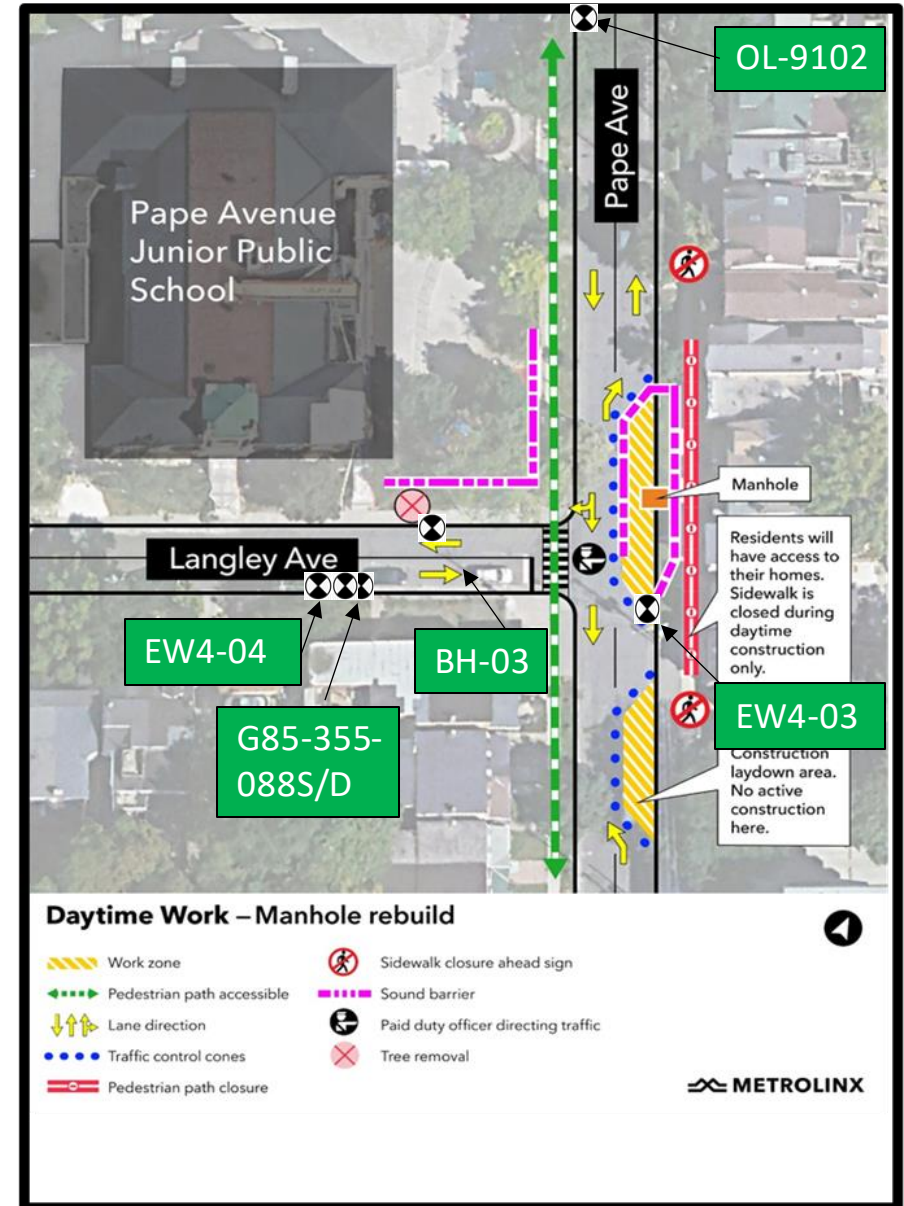 OL-9102
Pape Ave
Pape Avenue
Junior Public
School
Manhole
Langley Ave
Residents will
have access to
their homes.
Sidewalk is
closed during
daytime
construction
only.
EW4-04
BH-03
G85-355-
088S/D
EW4-03
Construction
laydown area.
No active
construction
here.
Daytime Work – Manhole rebuild
Work zone
Pedestrian path accessible
Lane direction
Traffic control cones
Pedestrian path closure
Sidewalk closure ahead sign
Sound barrier
Paid duty officer directing traffic
Tree removal
METROLINX